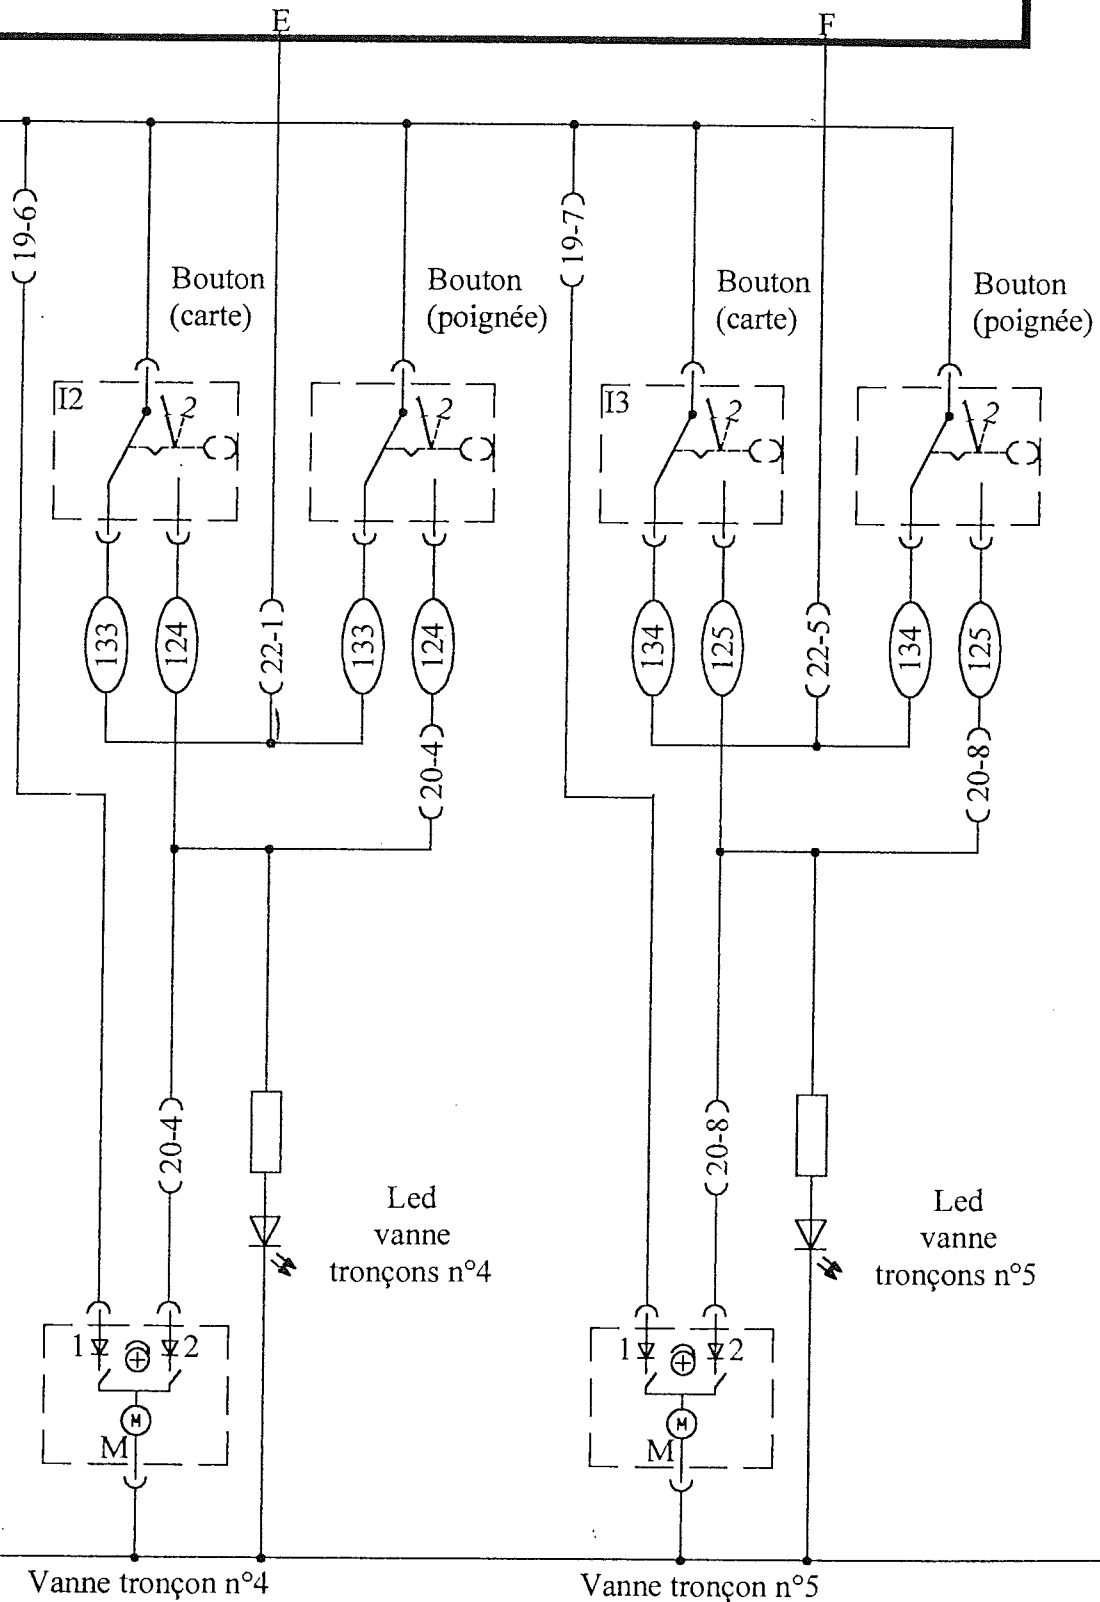 E
F
19-6
19-7
Bouton
(carte)
Bouton
(poignée)
Bouton
(carte)
Bouton
(poignée)
I2
2
2
I3
2
2
133
124
22-1
133
124
134
125
22-5
134
125
20-4
20-8
20-4
20-8
Led
vanne
tronçons n°4
Led
vanne
tronçons n°5
1
2
1
2
M
M
M
M
Vanne tronçon n°4
Vanne tronçon n°5